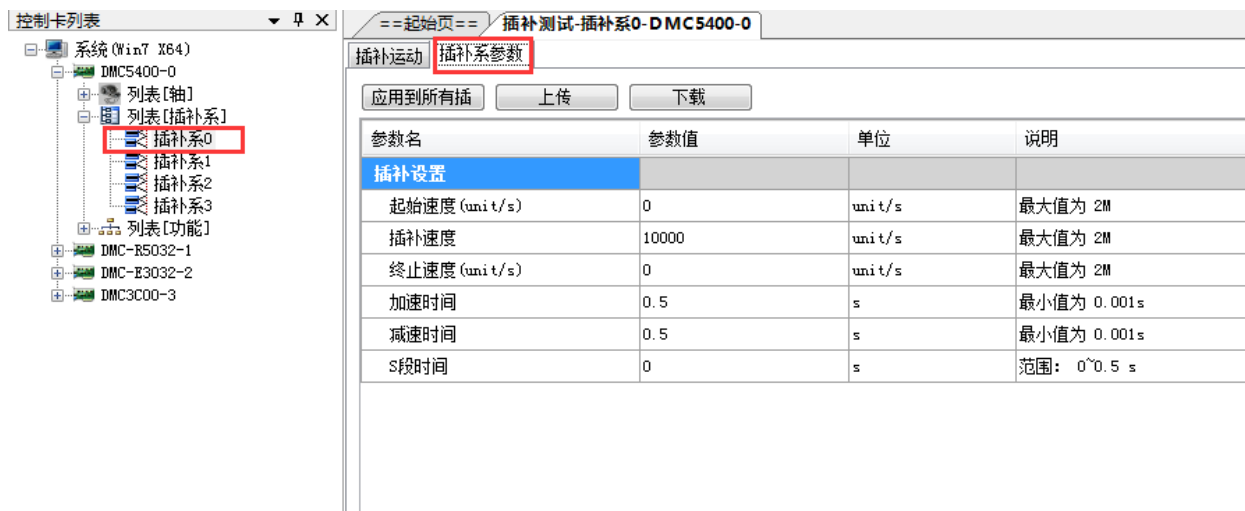 控制卡列表
系统(Win7 X64)
DMC5400-0
列表[轴]
列表[插补系]
插补系0
插补系1
插补系2
插补系3
列表[功能]
DMC-R5032-1
DMC-E3032-2
DMC3C00-3
==起始页== 插补测试-插补系0-DMC5400-0
插补运动 插补系参数
应用到所有插 上传 下载
参数名 参数值 单位 说明
插补设置
起始速度(unit/s) 0 unit/s 最大值为 2M
插补速度 10000 unit/s 最大值为 2M
终止速度(unit/s) 0 unit/s 最大值为 2M
加速时间 0.5 s 最小值为 0.001s
减速时间 0.5 s 最小值为 0.001s
S段时间 0 s 范围: 0~0.5 s